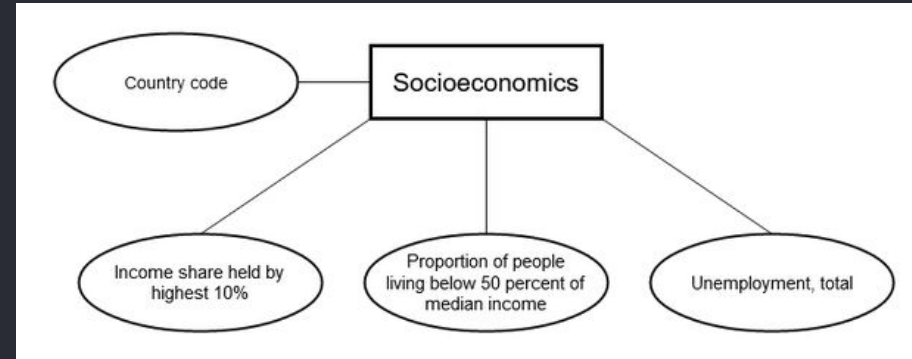 Country code
Socioeconomics
Income share held by
highest 10%
Proportion of people
living below 50 percent of
median income
Unemployment, total